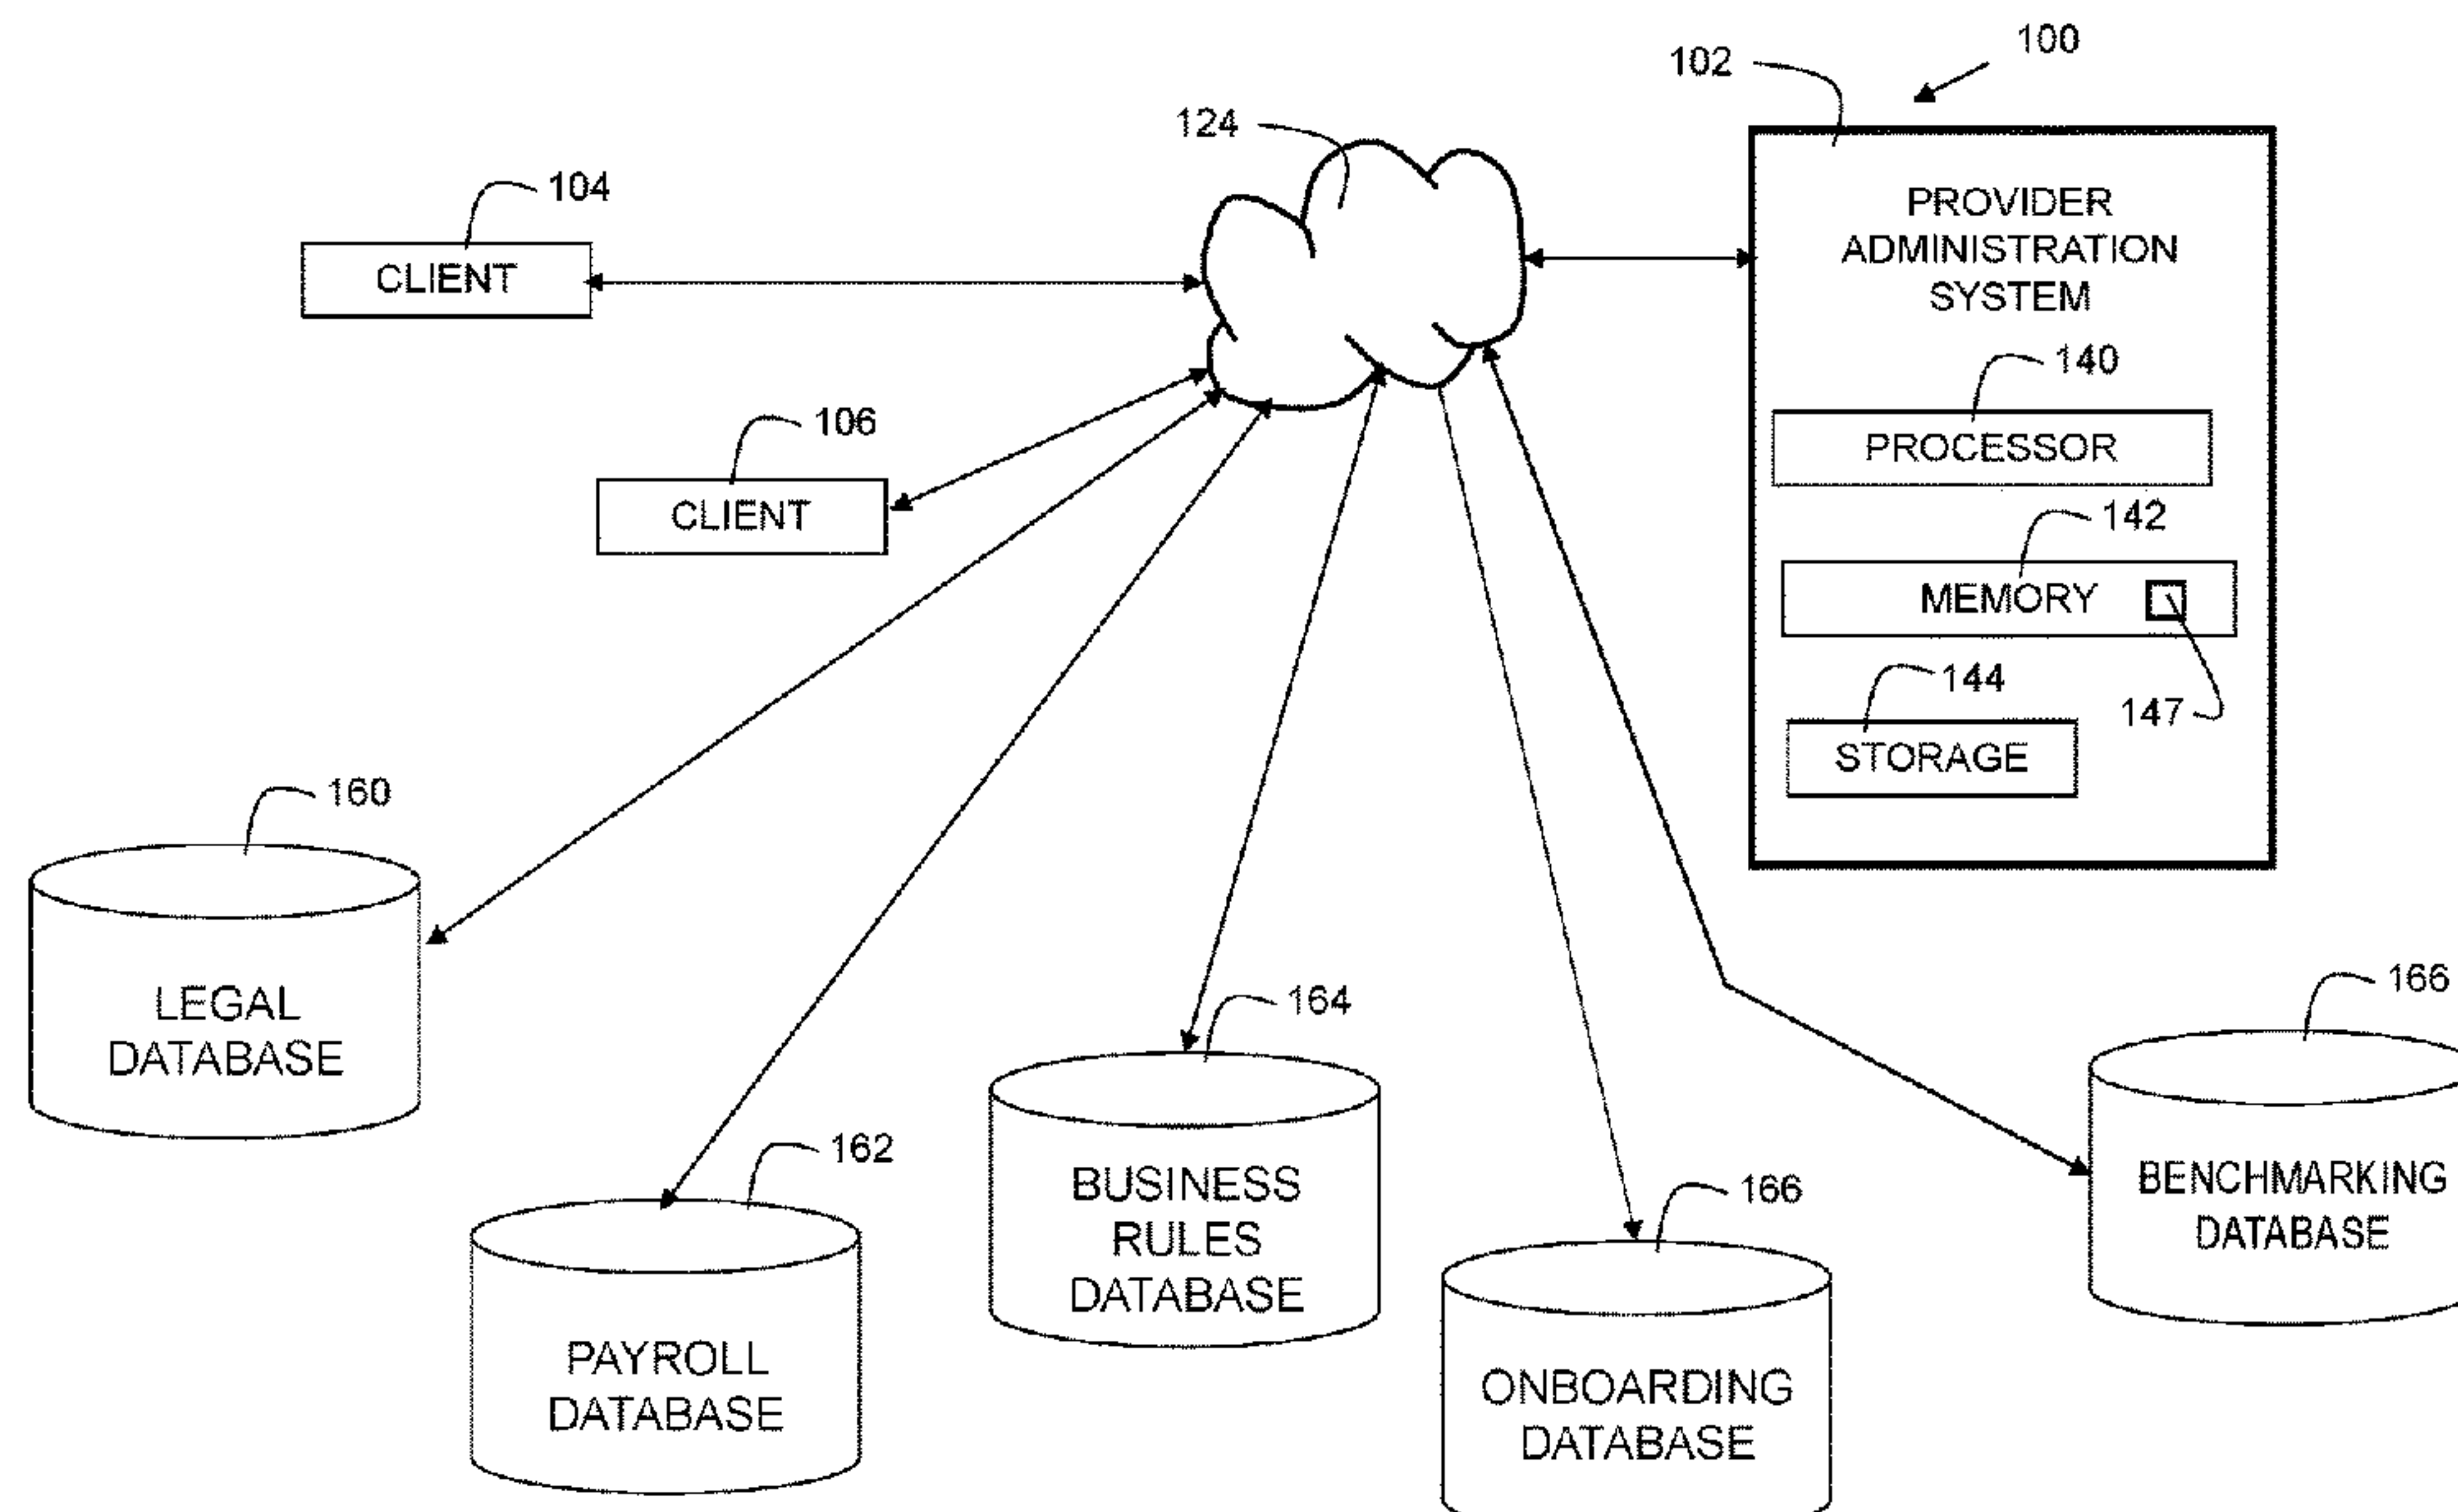 100
102
124
104
CLIENT
PROVIDER
ADMINISTRATION
SYSTEM
140
PROCESSOR
106
CLIENT
142
MEMORY
144
147
STORAGE
160
LEGAL
DATABASE
162
PAYROLL
DATABASE
164
BUSINESS
RULES
DATABASE
166
ONBOARDING
DATABASE
166
BENCHMARKING
DATABASE